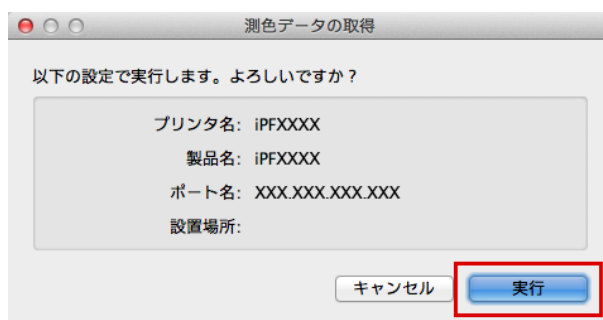 測色データの取得
以下の設定で実行します。よろしいですか？
プリンタ名: iPFXXXX
製品名: iPFXXXX
ポート名: XXX.XXX.XXX.XXX
設置場所:
キャンセル 実行